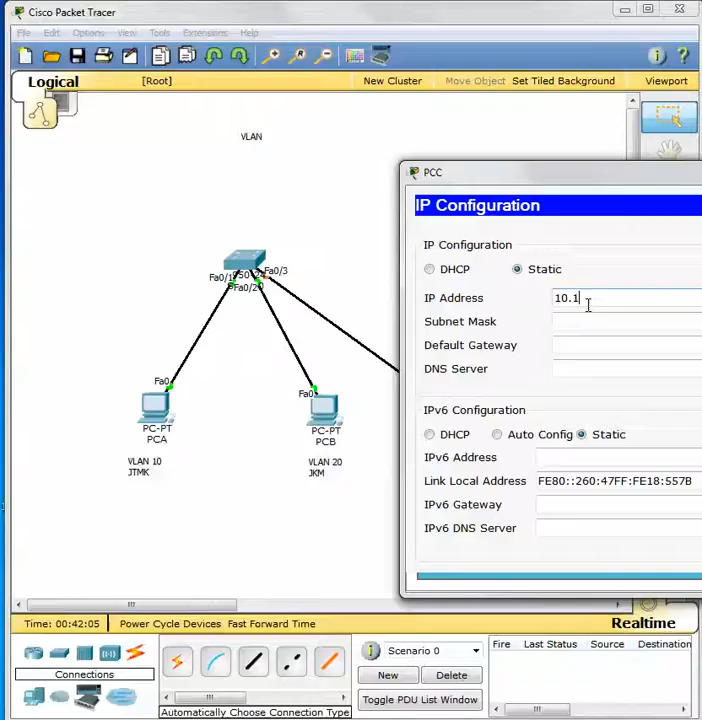 Cisco Packet Tracer
File Edit Options View Tools Extensions Help
Logical [Root] New Cluster Move Object Set Tiled Background Viewport
VLAN
PCC
IP Configuration
IP Configuration
DHCP Static
IP Address 10.1
Subnet Mask
Default Gateway
DNS Server
IPv6 Configuration
DHCP Auto Config Static
IPv6 Address
Link Local Address FE80::260:47FF:FE18:557B
IPv6 Gateway
IPv6 DNS Server
Fa0/3
Fa0/1
Fa0/2
Fa0
Fa0
PC-PT
PCA
PC-PT
PCB
VLAN 10
JTMK
VLAN 20
JKM
Time: 00:42:05 Power Cycle Devices Fast Forward Time Realtime
Connections
Automatically Choose Connection Type
Scenario 0
New Delete
Toggle PDU List Window
Fire Last Status Source Destination